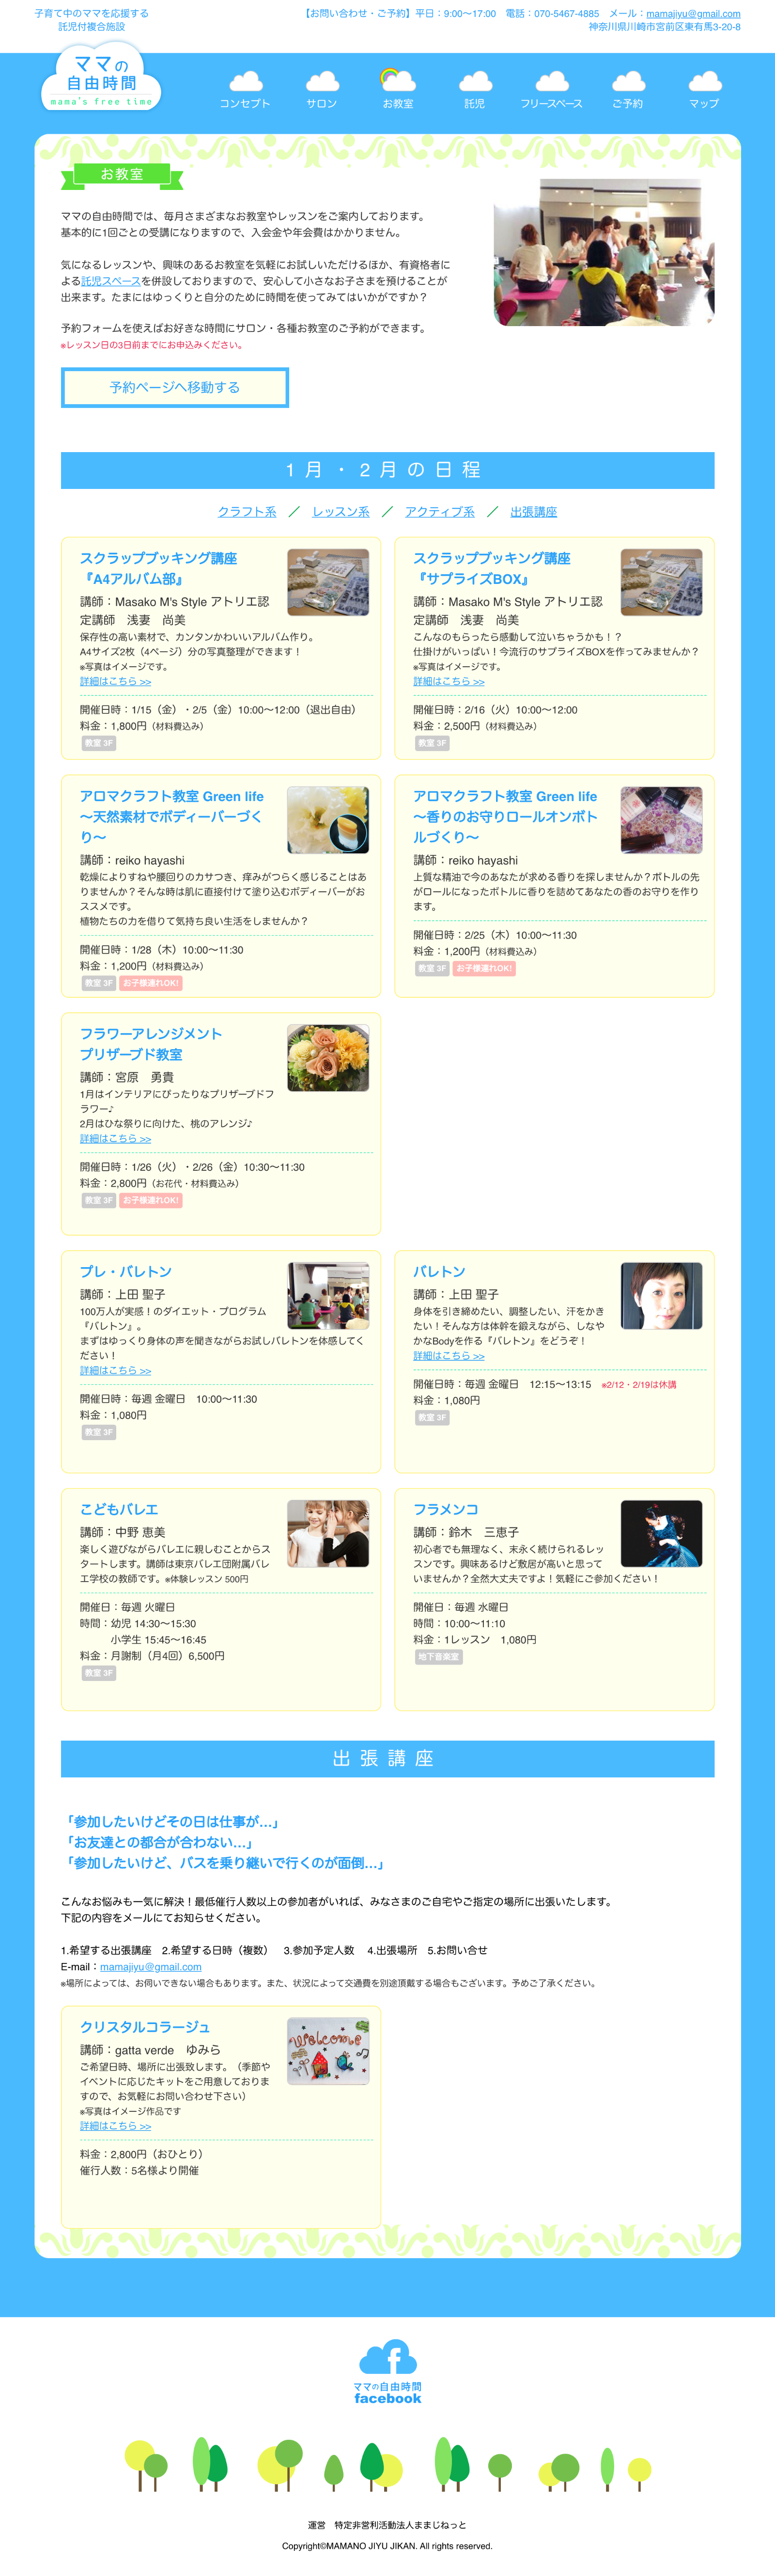 子育て中のママを応援する
託児付複合施設
【お問い合わせ・ご予約】平日：9:00〜17:00　電話：070-5467-4885　メール：mamajiyu@gmail.com
神奈川県川崎市宮前区東有馬3-20-8
ママの
自由時間
mama's free time
コンセプト
サロン
お教室
託児
フリースペース
ご予約
マップ
お教室
ママの自由時間では、毎月さまざまなお教室やレッスンをご案内しております。
基本的に1回ごとの受講になりますので、入会金や年会費はかかりません。
気になるレッスンや、興味のあるお教室を気軽にお試しいただけるほか、有資格者に
よる託児スペースを併設しておりますので、安心して小さなお子さまを預けることが
出来ます。たまにはゆっくりと自分のために時間を使ってみてはいかがですか？
予約フォームを使えばお好きな時間にサロン・各種お教室のご予約ができます。
※レッスン日の3日前までにお申込みください。
予約ページへ移動する
1月・2月の日程
クラフト系　／　レッスン系　／　アクティブ系　／　出張講座
スクラップブッキング講座
『A4アルバム部』
講師：Masako M's Style アトリエ認
定講師　浅妻　尚美
保存性の高い素材で、カンタンかわいいアルバム作り。
A4サイズ2枚（4ページ）分の写真整理ができます！
※写真はイメージです。
詳細はこちら >>
開催日時：1/15（金）・2/5（金）10:00〜12:00（退出自由）
料金：1,800円（材料費込み）
教室 3F
スクラップブッキング講座
『サプライズBOX』
講師：Masako M's Style アトリエ認
定講師　浅妻　尚美
こんなのもらったら感動して泣いちゃうかも！？
仕掛けがいっぱい！今流行のサプライズBOXを作ってみませんか？
※写真はイメージです。
詳細はこちら >>
開催日時：2/16（火）10:00〜12:00
料金：2,500円（材料費込み）
教室 3F
アロマクラフト教室 Green life
〜天然素材でボディーバーづく
り〜
講師：reiko hayashi
乾燥によりすねや腰回りのカサつき、痒みがつらく感じることはあ
りませんか？そんな時は肌に直接付けて塗り込むボディーバーがお
ススメです。
植物たちの力を借りて気持ち良い生活をしませんか？
開催日時：1/28（木）10:00〜11:30
料金：1,200円（材料費込み）
教室 3F お子様連れOK!
アロマクラフト教室 Green life
〜香りのお守りロールオンボト
ルづくり〜
講師：reiko hayashi
上質な精油で今のあなたが求める香りを探しませんか？ボトルの先
がロールになったボトルに香りを詰めてあなたの香のお守りを作り
ます。
開催日時：2/25（木）10:00〜11:30
料金：1,200円（材料費込み）
教室 3F お子様連れOK!
フラワーアレンジメント
プリザーブド教室
講師：宮原　勇貴
1月はインテリアにぴったりなプリザーブドフ
ラワー♪
2月はひな祭りに向けた、桃のアレンジ♪
詳細はこちら >>
開催日時：1/26（火）・2/26（金）10:30〜11:30
料金：2,800円（お花代・材料費込み）
教室 3F お子様連れOK!
プレ・バレトン
講師：上田 聖子
100万人が実感！のダイエット・プログラム
『バレトン』。
まずはゆっくり身体の声を聞きながらお試しバレトンを体感してく
ださい！
詳細はこちら >>
開催日時：毎週 金曜日　10:00〜11:30
料金：1,080円
教室 3F
バレトン
講師：上田 聖子
身体を引き締めたい、調整したい、汗をかき
たい！そんな方は体幹を鍛えながら、しなや
かなBodyを作る『バレトン』をどうぞ！
詳細はこちら >>
開催日時：毎週 金曜日　12:15〜13:15　※2/12・2/19は休講
料金：1,080円
教室 3F
こどもバレエ
講師：中野 恵美
楽しく遊びながらバレエに親しむことからス
タートします。講師は東京バレエ団附属バレ
エ学校の教師です。※体験レッスン 500円
開催日：毎週 火曜日
時間：幼児 14:30〜15:30
小学生 15:45〜16:45
料金：月謝制（月4回）6,500円
教室 3F
フラメンコ
講師：鈴木　三恵子
初心者でも無理なく、末永く続けられるレッ
スンです。興味あるけど敷居が高いと思って
いませんか？全然大丈夫ですよ！気軽にご参加ください！
開催日：毎週 水曜日
時間：10:00〜11:10
料金：1レッスン　1,080円
地下音楽室
出張講座
「参加したいけどその日は仕事が…」
「お友達との都合が合わない…」
「参加したいけど、バスを乗り継いで行くのが面倒…」
こんなお悩みも一気に解決！最低催行人数以上の参加者がいれば、みなさまのご自宅やご指定の場所に出張いたします。
下記の内容をメールにてお知らせください。
1.希望する出張講座　2.希望する日時（複数）　3.参加予定人数　4.出張場所　5.お問い合せ
E-mail：mamajiyu@gmail.com
※場所によっては、お伺いできない場合もあります。また、状況によって交通費を別途頂戴する場合もございます。予めご了承ください。
クリスタルコラージュ
講師：gatta verde　ゆみら
ご希望日時、場所に出張致します。（季節や
イベントに応じたキットをご用意しておりま
すので、お気軽にお問い合わせ下さい）
※写真はイメージ作品です
詳細はこちら >>
welcome
料金：2,800円（おひとり）
催行人数：5名様より開催
ママの自由時間
facebook
運営　特定非営利活動法人ままじねっと
Copyright©MAMANO JIYU JIKAN. All rights reserved.